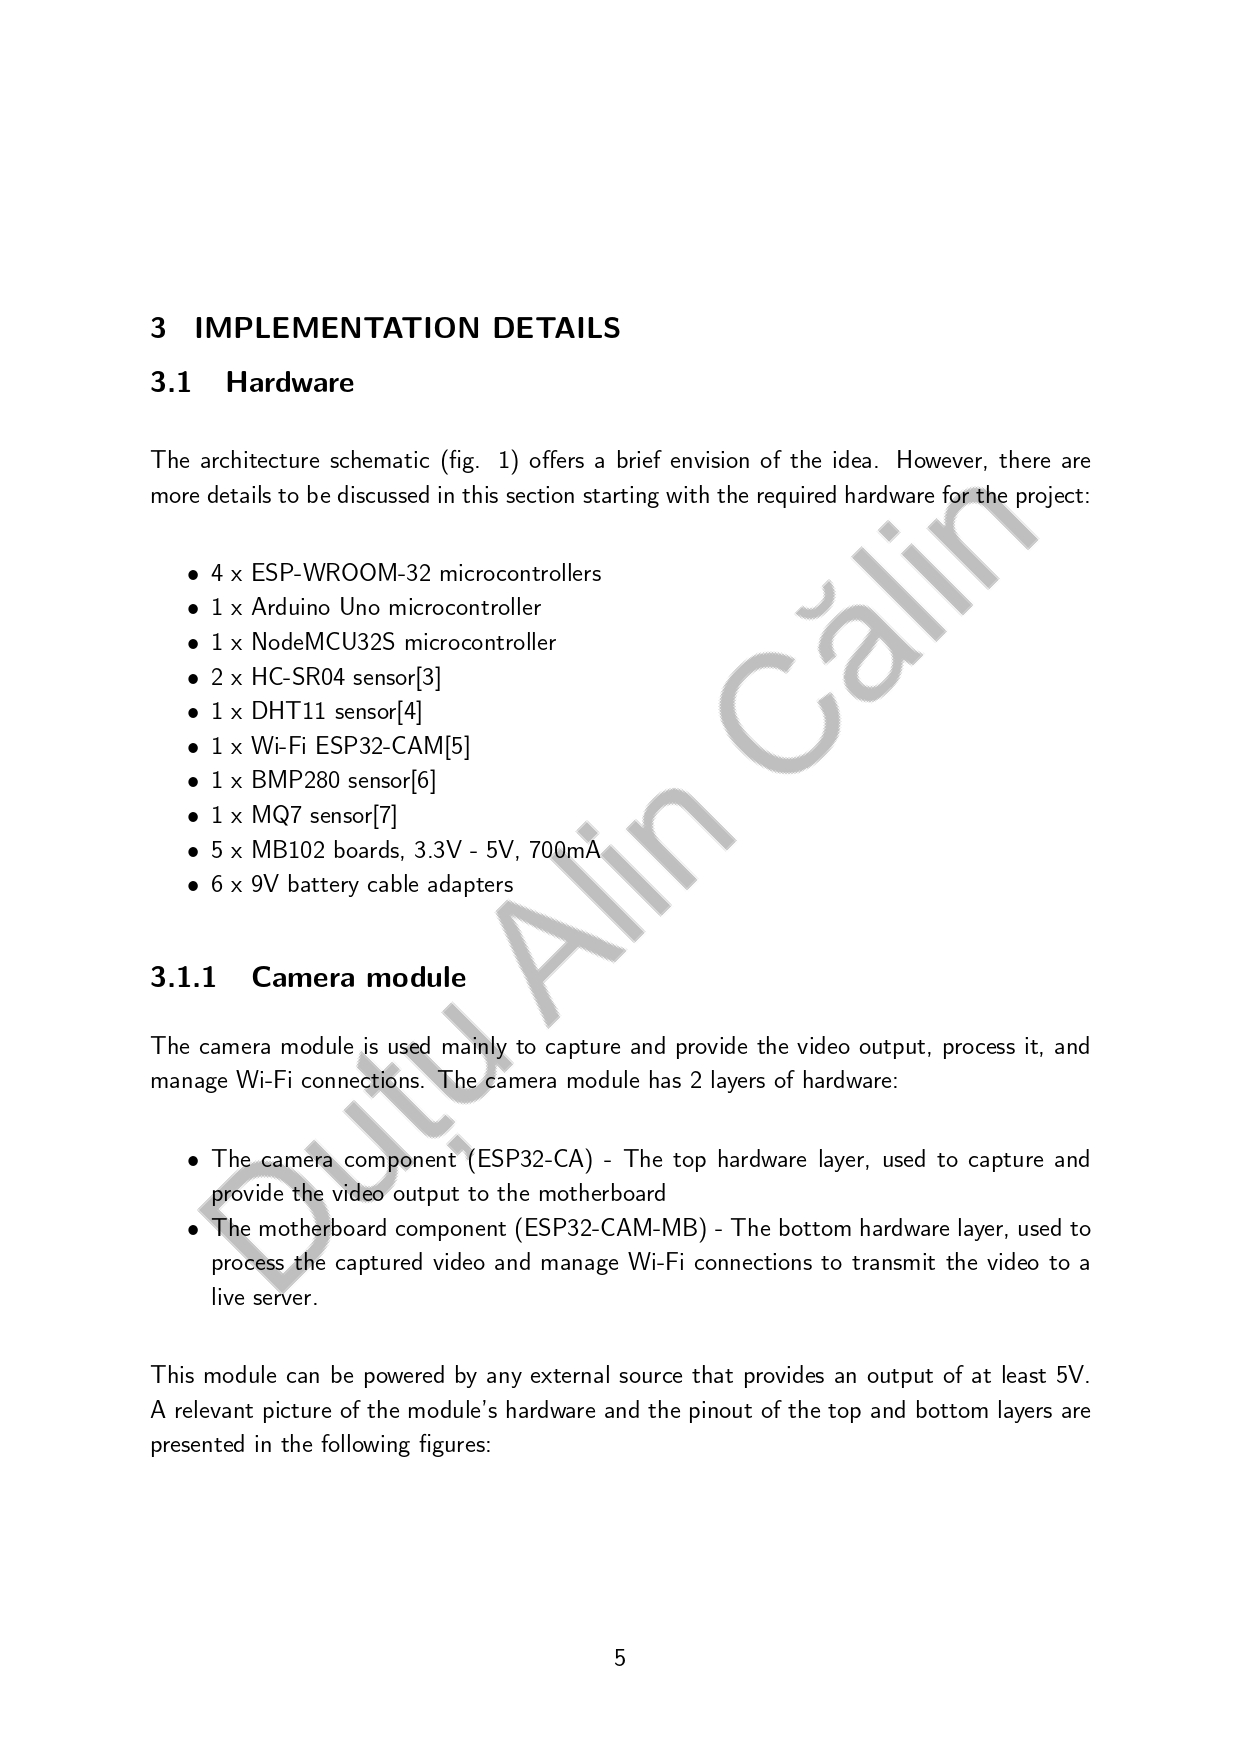 3 IMPLEMENTATION DETAILS
3.1 Hardware
The architecture schematic (fig. 1) offers a brief envision of the idea. However, there are
more details to be discussed in this section starting with the required hardware for the project:
• 4 x ESP-WROOM-32 microcontrollers
• 1 x Arduino Uno microcontroller
• 1 x NodeMCU32S microcontroller
• 2 x HC-SR04 sensor[3]
• 1 x DHT11 sensor[4]
• 1 x Wi-Fi ESP32-CAM[5]
• 1 x BMP280 sensor[6]
• 1 x MQ7 sensor[7]
• 5 x MB102 boards, 3.3V - 5V, 700mA
• 6 x 9V battery cable adapters
3.1.1 Camera module
The camera module is used mainly to capture and provide the video output, process it, and
manage Wi-Fi connections. The camera module has 2 layers of hardware:
• The camera component (ESP32-CA) - The top hardware layer, used to capture and
provide the video output to the motherboard
• The motherboard component (ESP32-CAM-MB) - The bottom hardware layer, used to
process the captured video and manage Wi-Fi connections to transmit the video to a
live server.
This module can be powered by any external source that provides an output of at least 5V.
A relevant picture of the module's hardware and the pinout of the top and bottom layers are
presented in the following figures:
5
Duțu Alin Călin